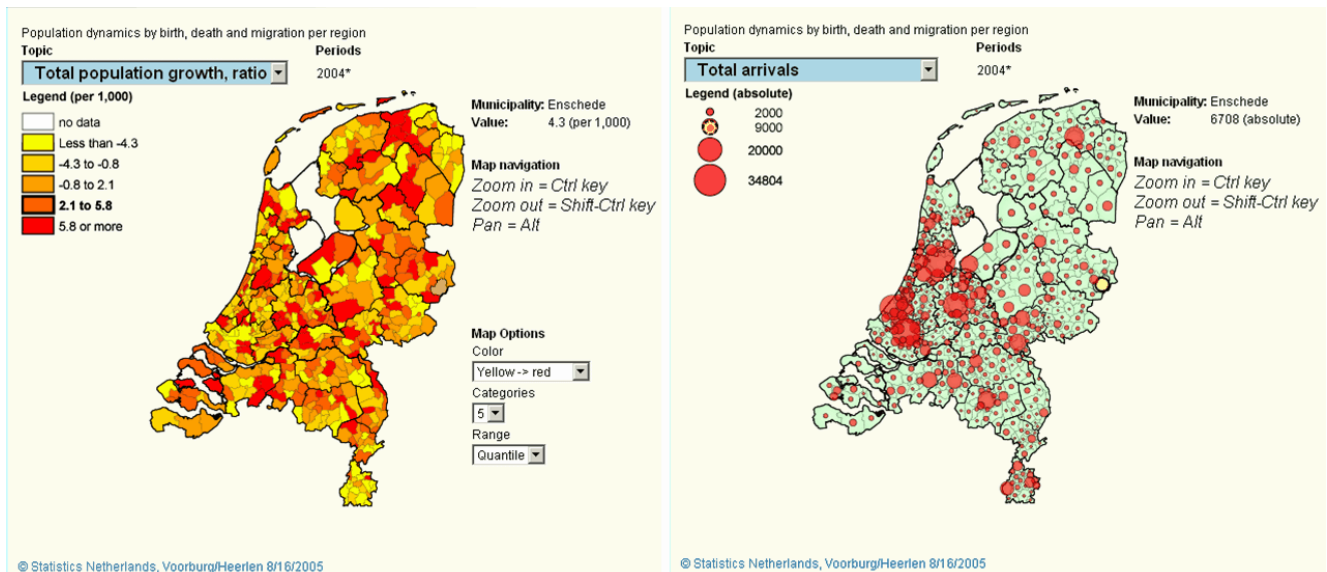 Population dynamics by birth, death and migration per region
Topic
Periods
Total population growth, ratio
2004*
Legend (per 1,000)
no data
Less than -4.3
-4.3 to -0.8
-0.8 to 2.1
2.1 to 5.8
5.8 or more
Municipality: Enschede
Value: 4.3 (per 1,000)
Map navigation
Zoom in = Ctrl key
Zoom out = Shift-Ctrl key
Pan = Alt
Map Options
Color
Yellow -> red
Categories
5
Range
Quantile
© Statistics Netherlands, Voorburg/Heerlen 8/16/2005
Population dynamics by birth, death and migration per region
Topic
Periods
Total arrivals
2004*
Legend (absolute)
2000
9000
20000
34804
Municipality: Enschede
Value: 6708 (absolute)
Map navigation
Zoom in = Ctrl key
Zoom out = Shift-Ctrl key
Pan = Alt
© Statistics Netherlands, Voorburg/Heerlen 8/16/2005